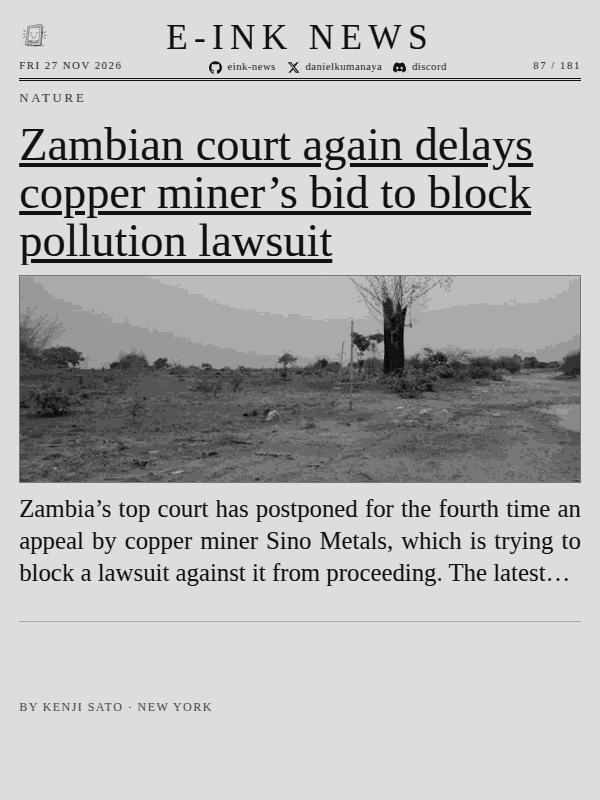 E-INK NEWS
FRI 27 NOV 2026
eink-news
danielkumanaya
discord
87 / 181
NATURE
Zambian court again delays
copper miner’s bid to block
pollution lawsuit
Zambia’s top court has postponed for the fourth time an
appeal by copper miner Sino Metals, which is trying to
block a lawsuit against it from proceeding. The latest…
BY KENJI SATO · NEW YORK